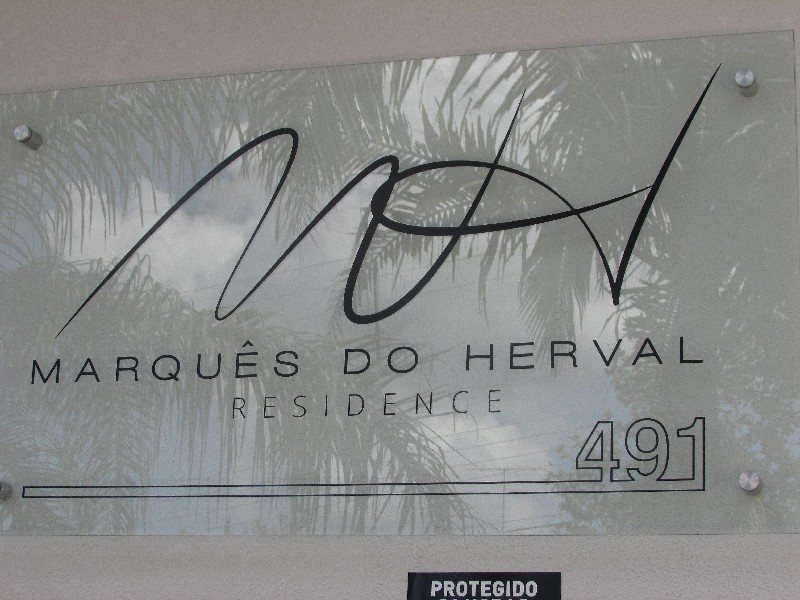 MARQUÊS DO HERVAL
RESIDENCE
491
PROTEGIDO